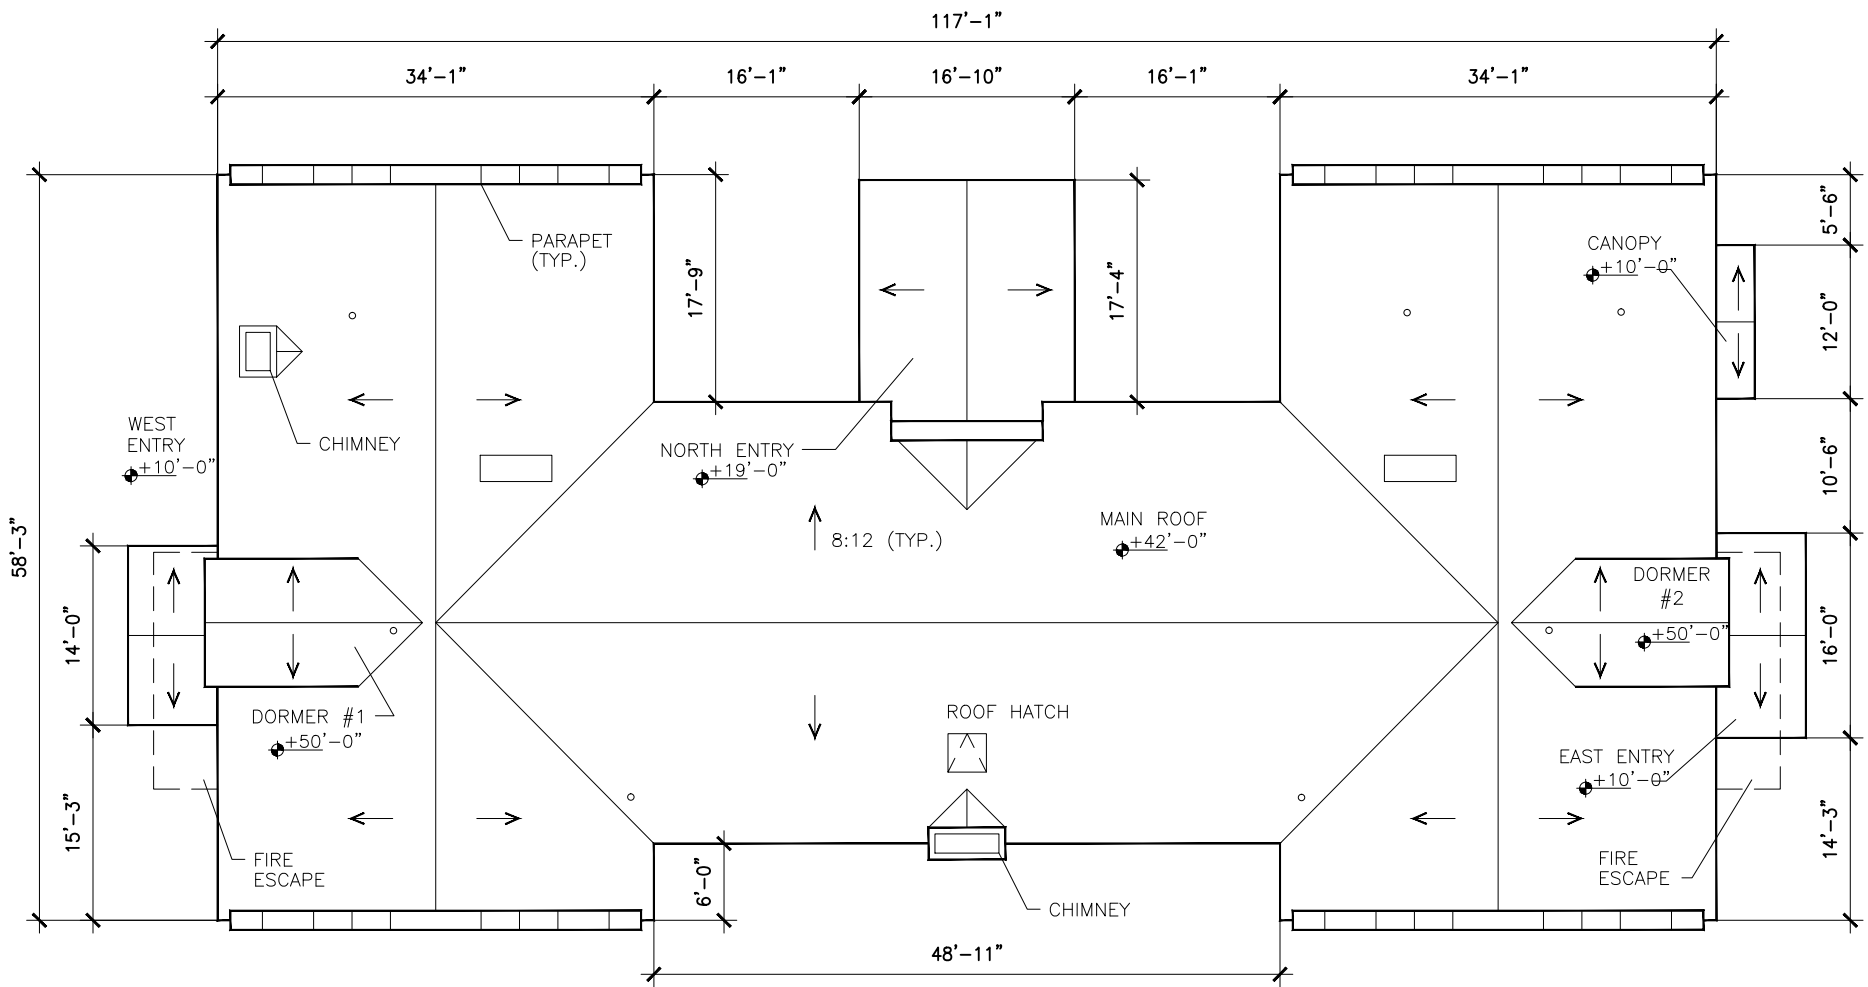 117'-1"
34'-1"
16'-1"
16'-10"
16'-1"
34'-1"
PARAPET
(TYP.)
CANOPY
+10'-0"
5'-6"
17'-9"
17'-4"
12'-0"
WEST
ENTRY
+10'-0"
CHIMNEY
NORTH ENTRY
+19'-0"
10'-6"
MAIN ROOF
+42'-0"
8:12 (TYP.)
58'-3"
DORMER
#2
+50'-0"
14'-0"
16'-0"
DORMER #1
+50'-0"
ROOF HATCH
EAST ENTRY
+10'-0"
15'-3"
14'-3"
FIRE
ESCAPE
6'-0"
FIRE
ESCAPE
CHIMNEY
48'-11"